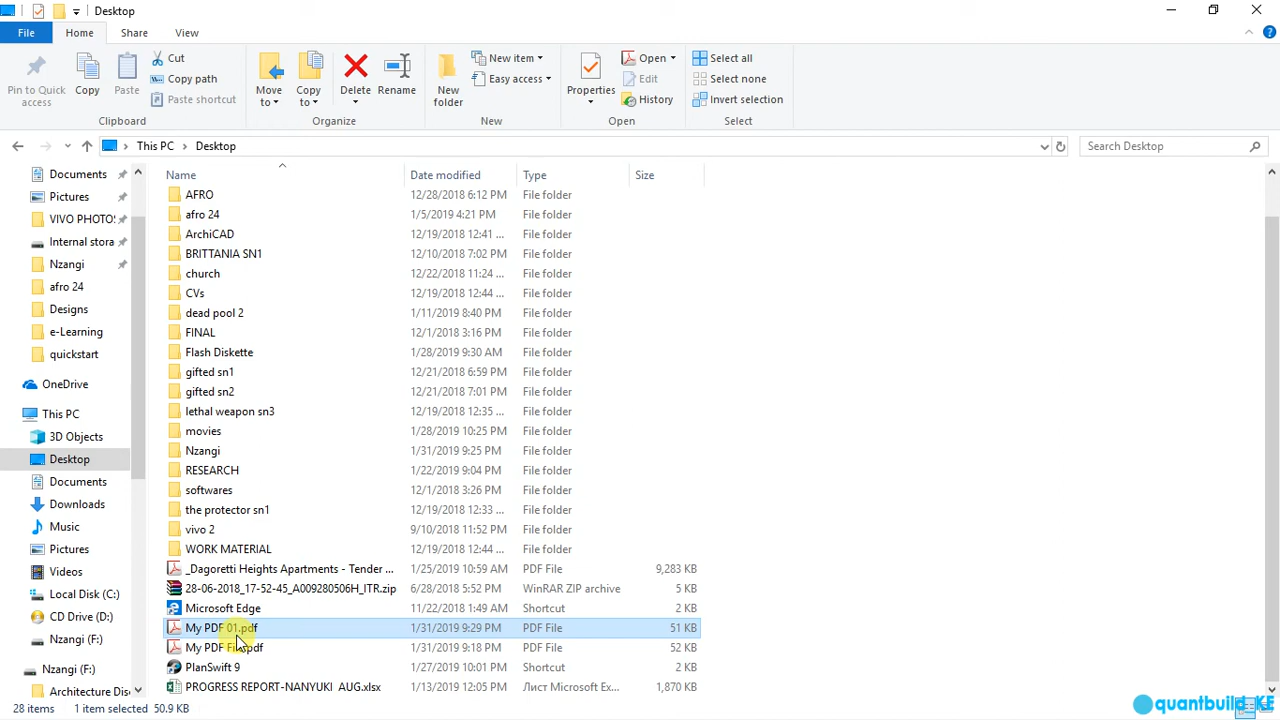 Desktop
File Home Share View
Pin to Quick access
Copy
Paste
Cut
Copy path
Paste shortcut
Move to
Copy to
Delete
Rename
New folder
New item
Easy access
Properties
Open
Edit
History
Select all
Select none
Invert selection
Clipboard Organize New Open Select
This PC Desktop
Search Desktop
Name Date modified Type Size
Documents
Pictures
VIVO PHOTO
Internal stora
Nzangi
afro 24
Designs
e-Learning
quickstart
OneDrive
This PC
3D Objects
Desktop
Documents
Downloads
Music
Pictures
Videos
Local Disk (C:)
CD Drive (D:)
Nzangi (F:)
Nzangi (F:)
Architecture Dis
AFRO 12/28/2018 6:12 PM File folder
afro 24 1/5/2019 4:21 PM File folder
ArchiCAD 12/19/2018 12:41 ... File folder
BRITTANIA SN1 12/10/2018 7:02 PM File folder
church 12/22/2018 11:24 ... File folder
CVs 12/19/2018 12:44 ... File folder
dead pool 2 1/11/2019 8:40 PM File folder
FINAL 12/1/2018 3:16 PM File folder
Flash Diskette 1/28/2019 9:30 AM File folder
gifted sn1 12/21/2018 6:59 PM File folder
gifted sn2 12/21/2018 7:01 PM File folder
lethal weapon sn3 12/19/2018 12:35 ... File folder
movies 1/28/2019 10:25 PM File folder
Nzangi 1/31/2019 9:25 PM File folder
RESEARCH 1/22/2019 9:04 PM File folder
softwares 12/1/2018 3:26 PM File folder
the protector sn1 12/19/2018 12:33 ... File folder
vivo 2 9/10/2018 11:52 PM File folder
WORK MATERIAL 12/19/2018 12:44 ... File folder
_Dagoretti Heights Apartments - Tender ... 1/25/2019 10:59 AM PDF File 9,283 KB
28-06-2018_17-52-45_A009280506H_ITR.zip 6/28/2018 5:52 PM WinRAR ZIP archive 5 KB
Microsoft Edge 11/22/2018 1:49 AM Shortcut 2 KB
My PDF 01.pdf 1/31/2019 9:29 PM PDF File 51 KB
My PDF 1/31/2019 9:18 PM PDF File 52 KB
PlanSwift 9 1/27/2019 10:01 PM Shortcut 2 KB
PROGRESS REPORT-NANYUKI AUG.xlsx 1/13/2019 12:05 PM Лист Microsoft Ex... 1,870 KB
28 items 1 item selected 50.9 KB
quantbuild_KE